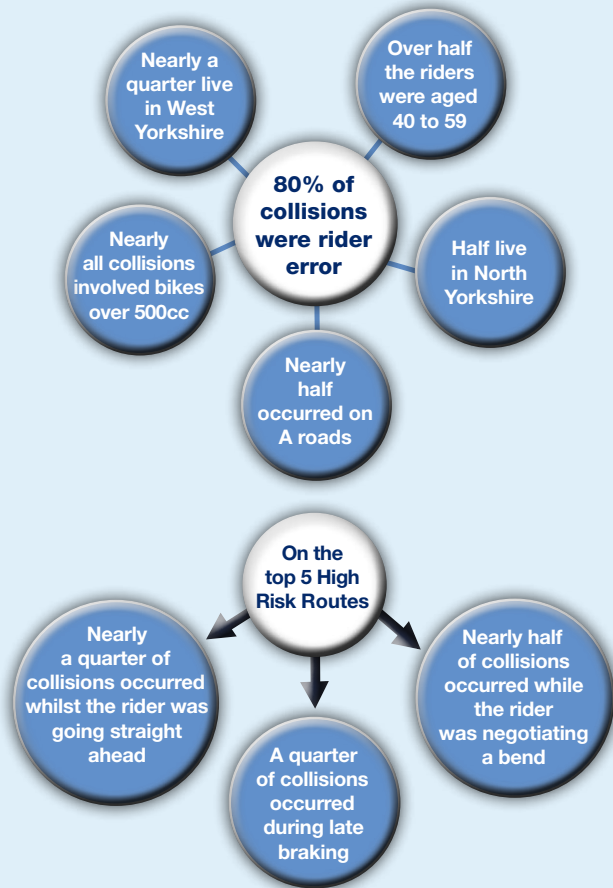 Nearly a
quarter live
in West
Yorkshire
Over half
the riders
were aged
40 to 59
80% of
collisions
were rider
error
Nearly
all collisions
involved bikes
over 500cc
Half live
in North
Yorkshire
Nearly
half
occurred on
A roads
On the
top 5 High
Risk Routes
Nearly
a quarter of
collisions occurred
whilst the rider was
going straight
ahead
A quarter
of collisions
occurred
during late
braking
Nearly half
of collisions
occurred while
the rider
was negotiating
a bend